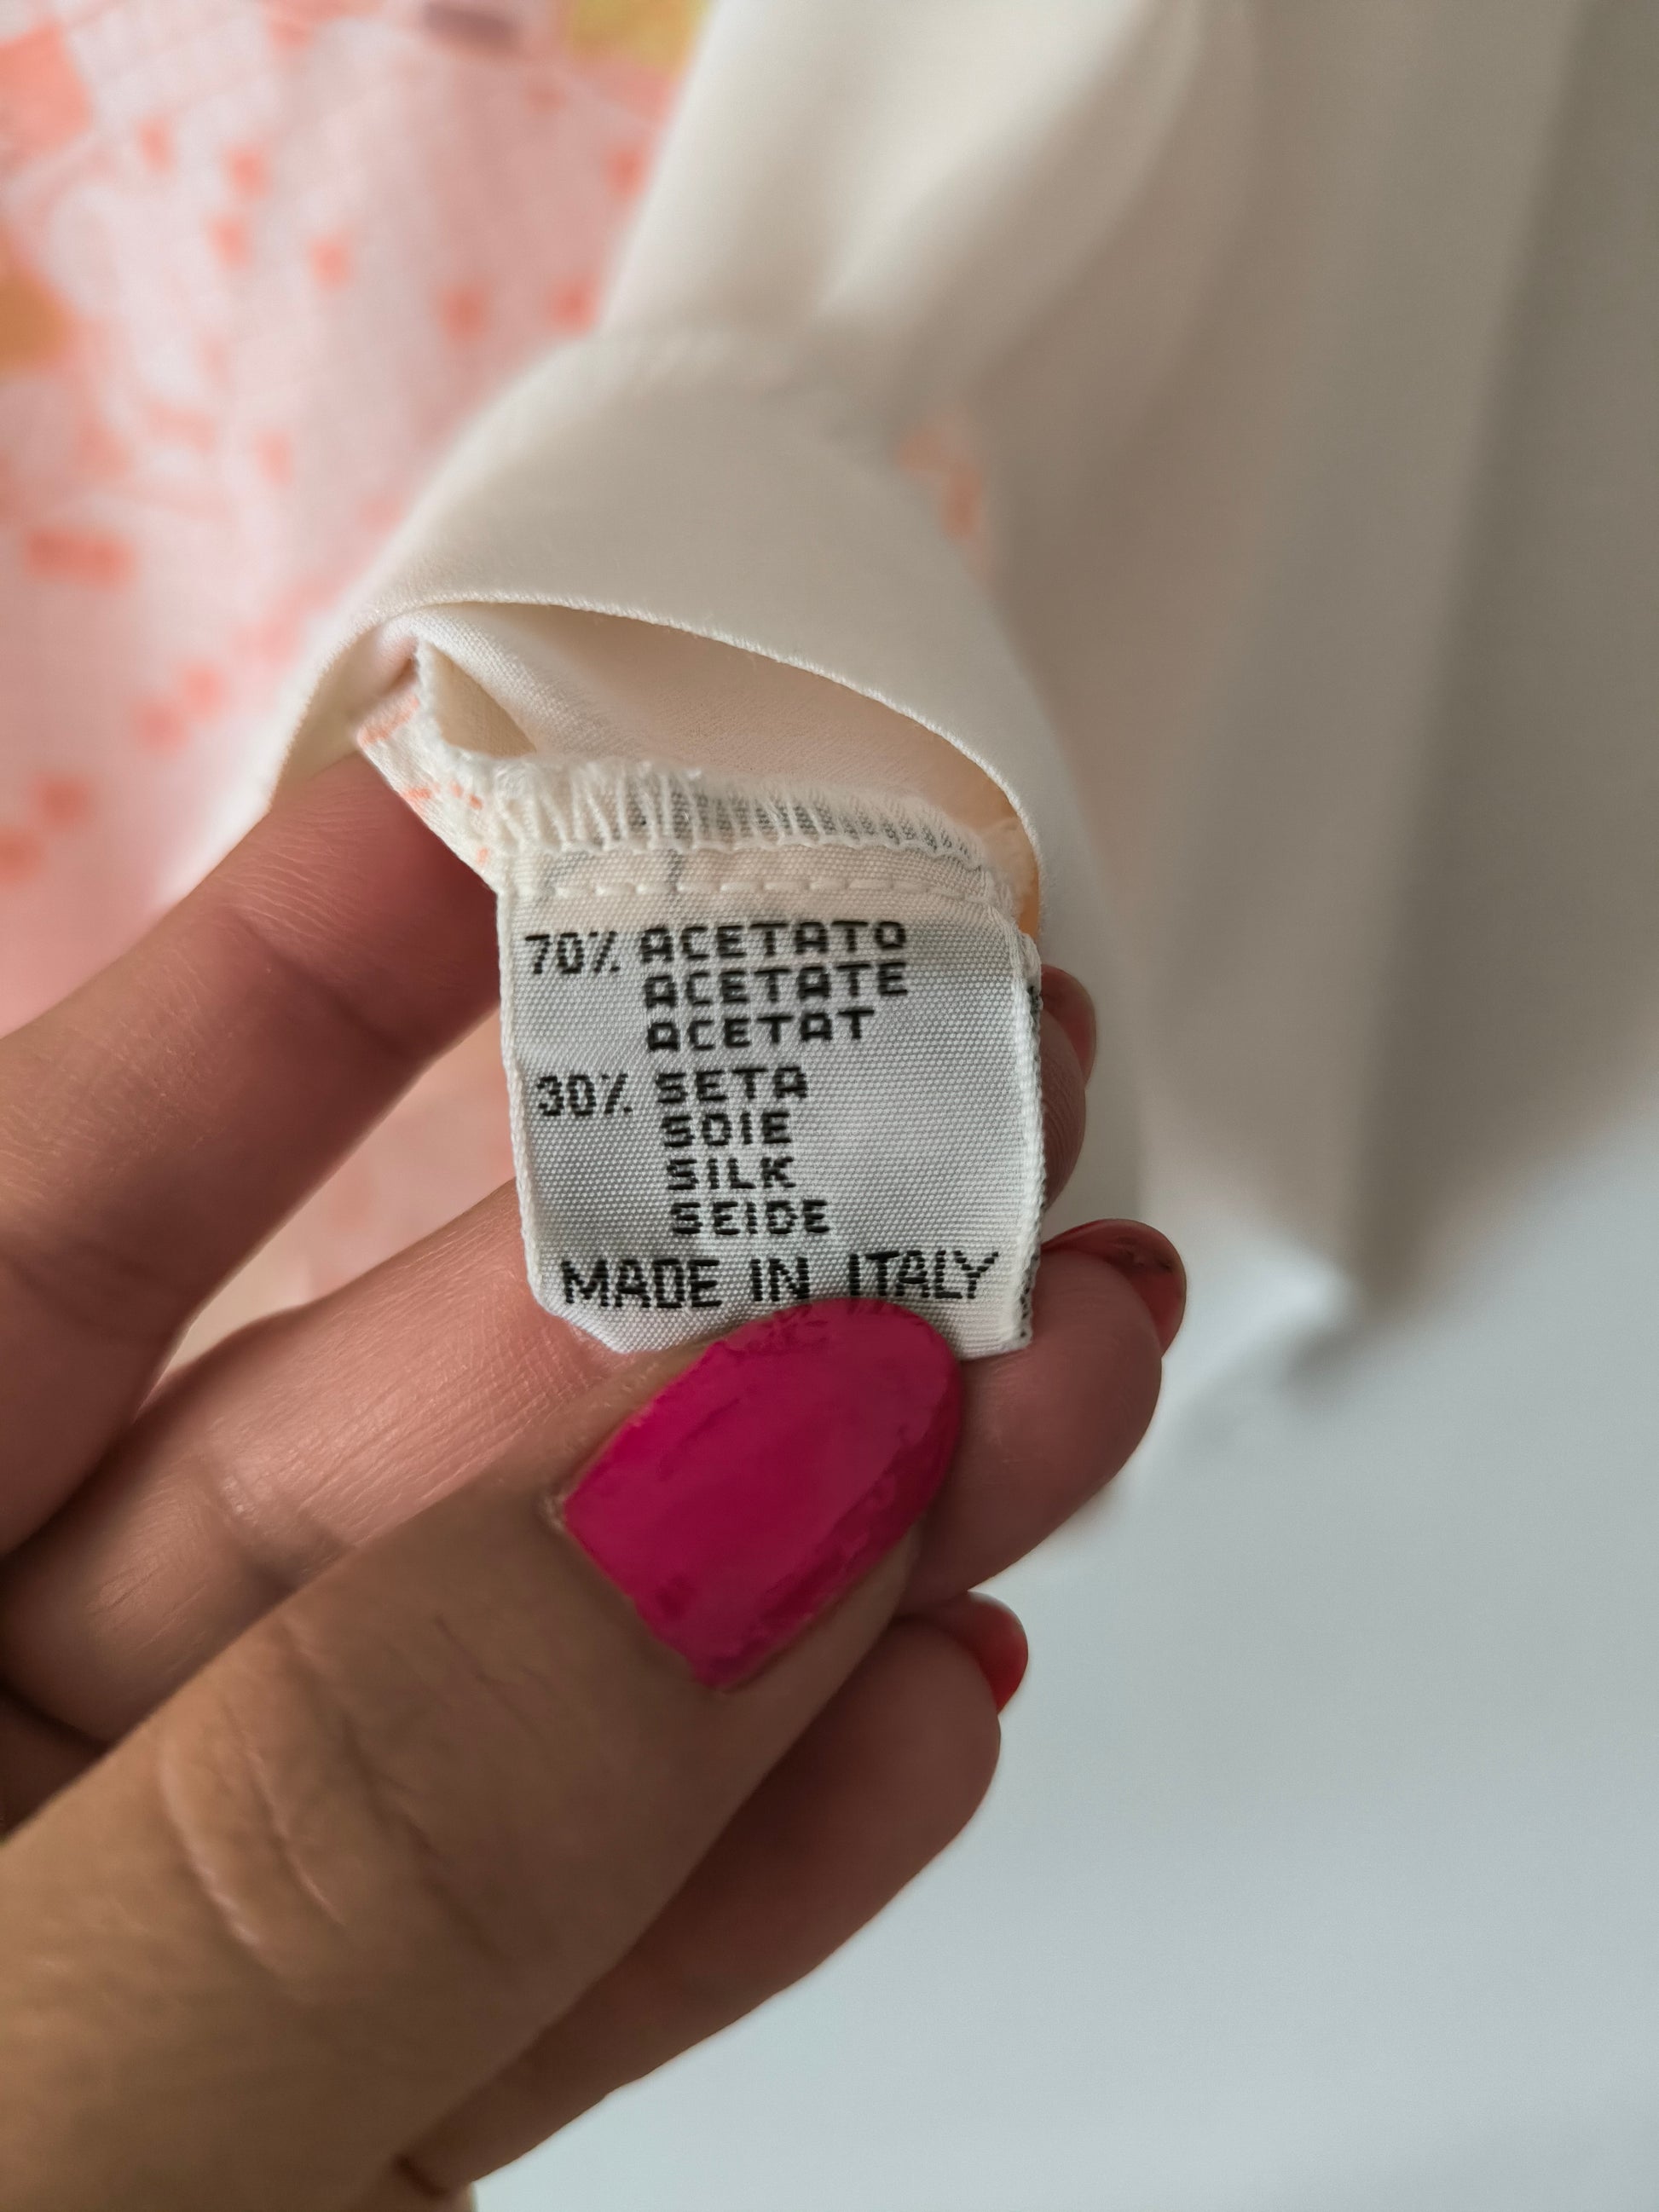 70% ACETATO
ACETATE
ACETAT
30% SETA
SOIE
SILK
SEIDE
MADE IN ITALY